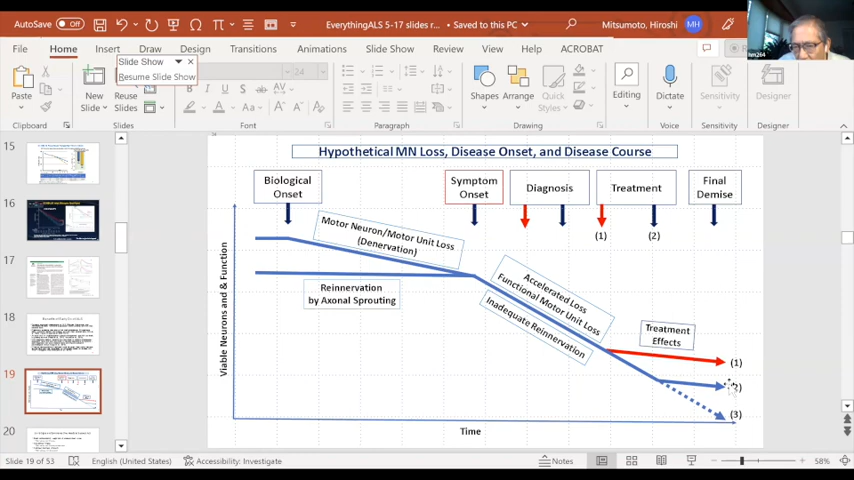 AutoSave
Off
EverythingALS 5-17 slides r...
• Saved to this PC
Mitsumoto, Hiroshi
MH
hm264
File
Home
Insert
Draw
Design
Transitions
Animations
Slide Show
Review
View
Help
ACROBAT
Slide Show
Resume Slide Show
Paste
New
Slide
Reuse
Slides
24
B
I
U
S
Shapes
Arrange
Quick
Styles
Editing
Dictate
Sensitivity
Designer
Clipboard
Slides
Font
Paragraph
Drawing
Voice
Sensitivity
Designer
15
16
17
18
19
20
Hypothetical MN Loss, Disease Onset, and Disease Course
Biological
Onset
Symptom
Onset
Diagnosis
Treatment
Final
Demise
(1)
(2)
Motor Neuron/Motor Unit Loss
(Denervation)
Reinnervation
by Axonal Sprouting
Accelerated Loss
Functional Motor Unit Loss
Inadequate Reinnervation
Treatment
Effects
(1)
(3)
Viable Neurons and & Function
Time
Slide 19 of 53
English (United States)
Accessibility: Investigate
Notes
58%